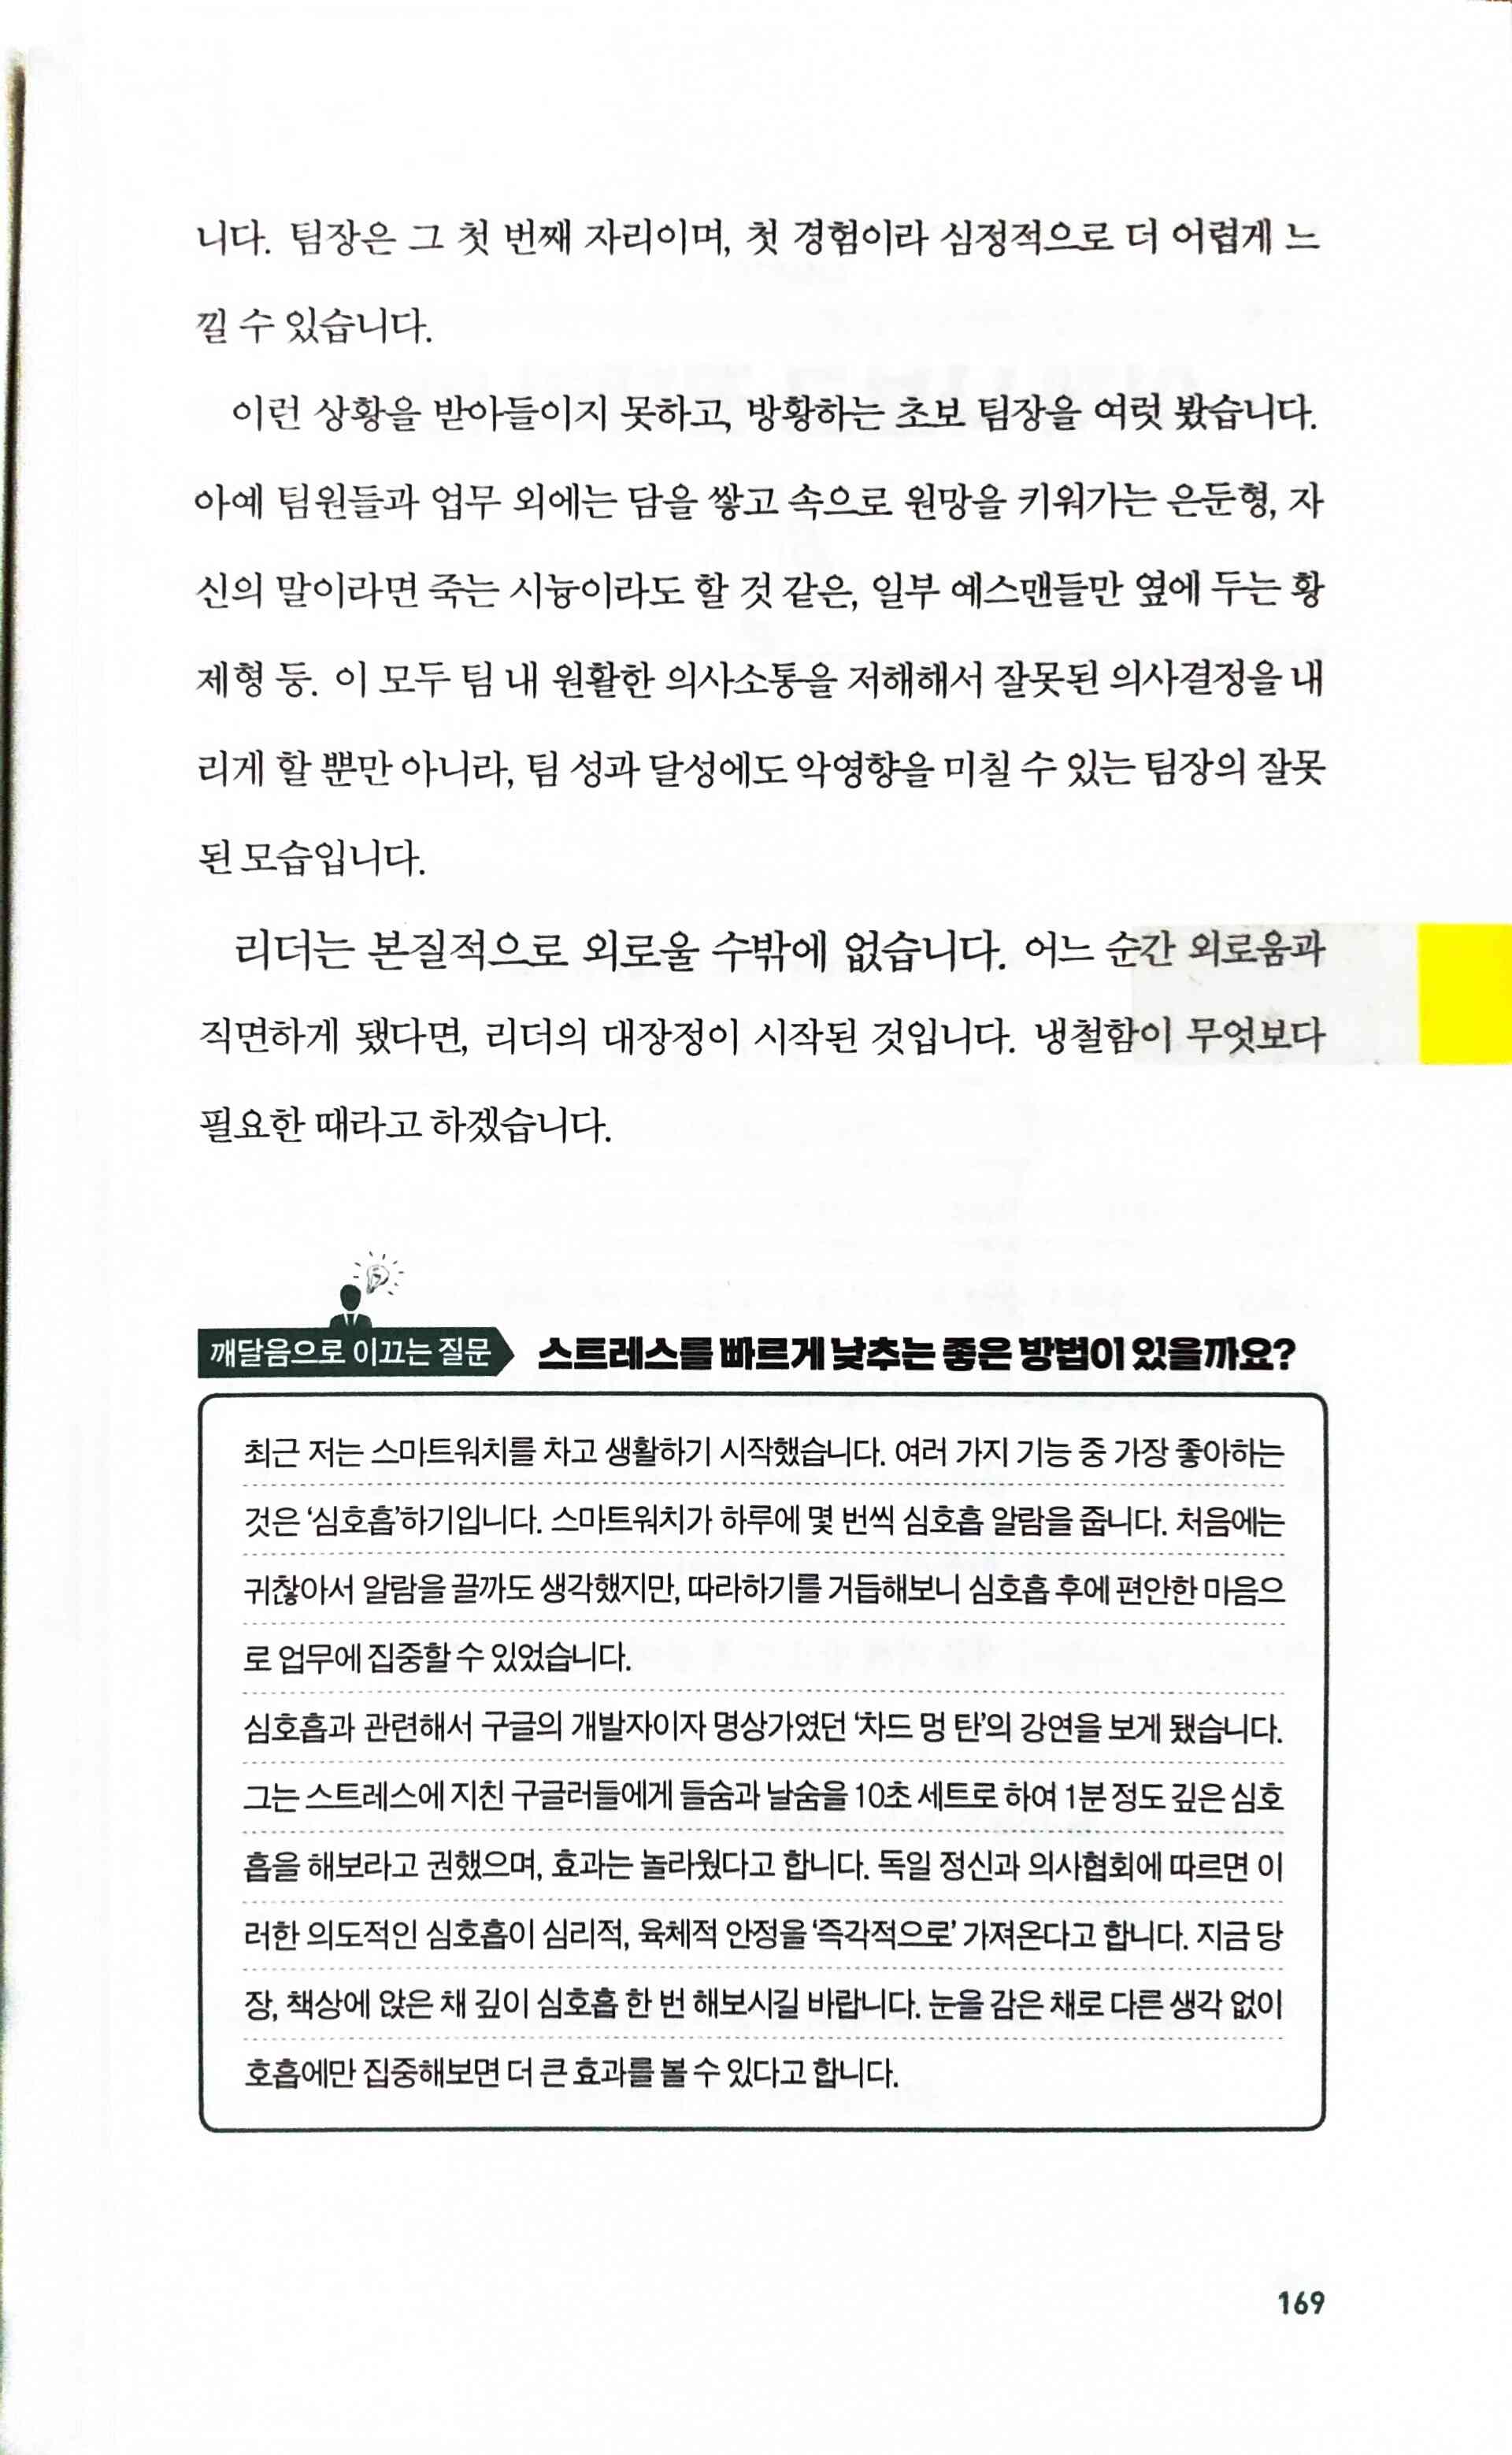 니다. 팀장은 그 첫 번째 자리이며, 첫 경험이라 심정적으로 더 어렵게 느
낄 수 있습니다.
이런 상황을 받아들이지 못하고, 방황하는 초보 팀장을 여럿 봤습니다.
아예 팀원들과 업무 외에는 담을 쌓고 속으로 원망을 키워가는 은둔형, 자
신의 말이라면 죽는 시늉이라도 할 것 같은, 일부 예스맨들만 옆에 두는 황
제형 등. 이 모두 팀 내 원활한 의사소통을 저해해서 잘못된 의사결정을 내
리게 할 뿐만 아니라, 팀 성과 달성에도 악영향을 미칠 수 있는 팀장의 잘못
된 모습입니다.
리더는 본질적으로 외로울 수밖에 없습니다. 어느 순간 외로움과
직면하게 됐다면, 리더의 대장정이 시작된 것입니다. 냉철함이 무엇보다
필요한 때라고 하겠습니다.
깨달음으로 이끄는 질문 스트레스를 빠르게 낮추는 좋은 방법이 있을까요?
최근 저는 스마트워치를 차고 생활하기 시작했습니다. 여러 가지 기능 중 가장 좋아하는
것은 '심호흡'하기입니다. 스마트워치가 하루에 몇 번씩 심호흡 알람을 줍니다. 처음에는
귀찮아서 알람을 끌까도 생각했지만, 따라하기를 거듭해보니 심호흡 후에 편안한 마음으
로 업무에 집중할 수 있었습니다.
심호흡과 관련해서 구글의 개발자이자 명상가였던 '차드 멍 탄'의 강연을 보게 됐습니다.
그는 스트레스에 지친 구글러들에게 들숨과 날숨을 10초 세트로 하여 1분 정도 깊은 심호
흡을 해보라고 권했으며, 효과는 놀라웠다고 합니다. 독일 정신과 의사협회에 따르면 이
러한 의도적인 심호흡이 심리적, 육체적 안정을 '즉각적으로' 가져온다고 합니다. 지금 당
장, 책상에 앉은 채 깊이 심호흡 한 번 해보시길 바랍니다. 눈을 감은 채로 다른 생각 없이
호흡에만 집중해보면 더 큰 효과를 볼 수 있다고 합니다.
169